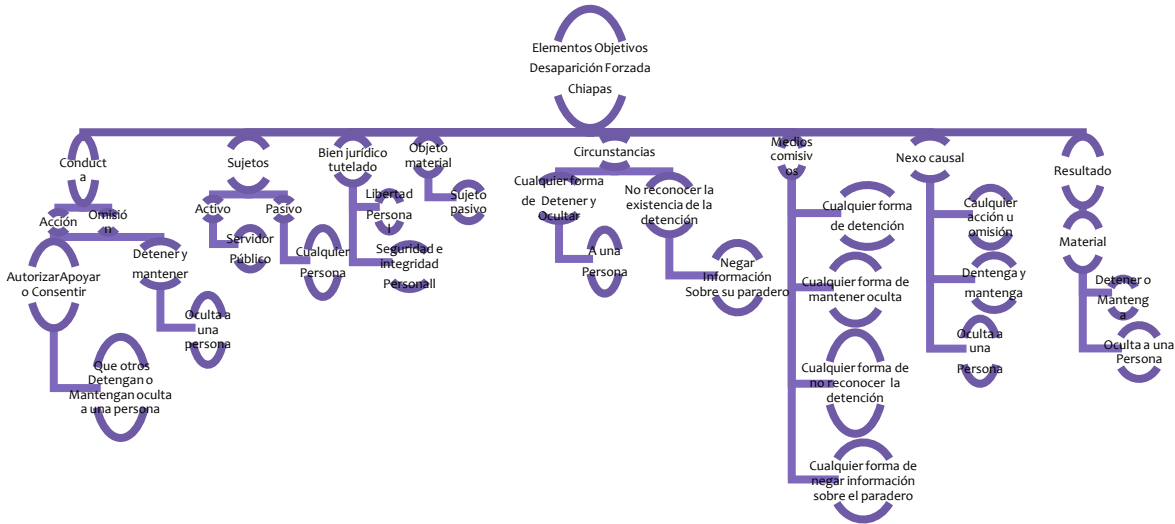 Elementos Objetivos
Desaparición Forzada
Chiapas
Conduct
a
Acción
Omisió
n
Autorizar Apoyar
o Consentir
Que otros
Detengan o
Mantengan oculta
a una persona
Detener y
mantener
Oculta a
una
persona
Sujetos
Activo
Servidor
Público
Pasivo
Cualquier
Persona
Bien jurídico
tutelado
Libertad
Persona
l
Seguridad e
integridad
Personall
Objeto
material
Sujeto
pasivo
Circunstancias
Cualquier forma
de Detener y
Ocultar
A una
Persona
No reconocer la
existencia de la
detención
Negar
Información
Sobre su paradero
Medios
comisiv
os
Cualquier forma
de detención
Cualquier forma de
mantener oculta
Cualquier forma de
no reconocer la
detención
Cualquier forma de
negar información
sobre el paradero
Nexo causal
Caulquier
acción u
omisión
Dentenga y
mantenga
Oculta a
una
Persona
Resultado
Material
Detener o
Manteng
a
Oculta a una
Persona